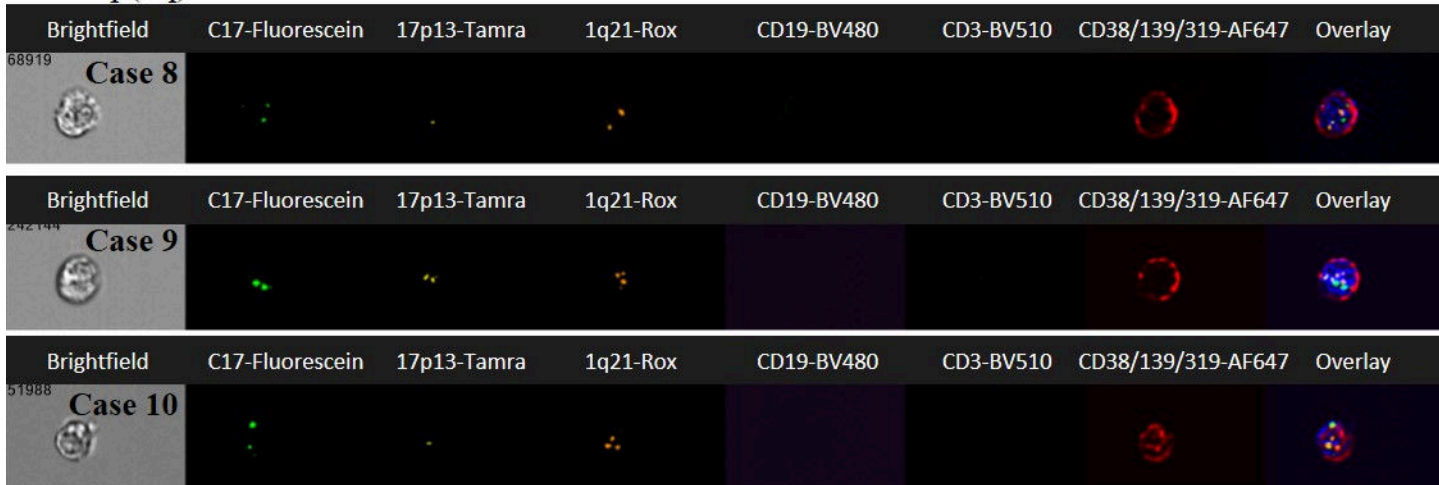 Brightfield C17-Fluorescein 17p13-Tamra 1q21-Rox CD19-BV480 CD3-BV510 CD38/139/319-AF647 Overlay
68919
Case 8
Brightfield C17-Fluorescein 17p13-Tamra 1q21-Rox CD19-BV480 CD3-BV510 CD38/139/319-AF647 Overlay
242144
Case 9
Brightfield C17-Fluorescein 17p13-Tamra 1q21-Rox CD19-BV480 CD3-BV510 CD38/139/319-AF647 Overlay
51988
Case 10